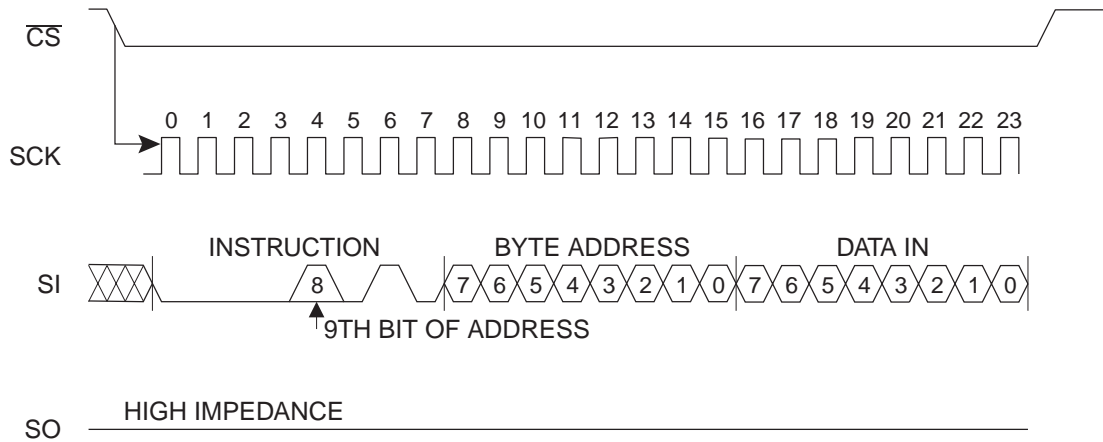 CS
0 1 2 3 4 5 6 7 8 9 10 11 12 13 14 15 16 17 18 19 20 21 22 23
SCK
INSTRUCTION BYTE ADDRESS DATA IN
SI 8 7 6 5 4 3 2 1 0 7 6 5 4 3 2 1 0
9TH BIT OF ADDRESS
HIGH IMPEDANCE
SO